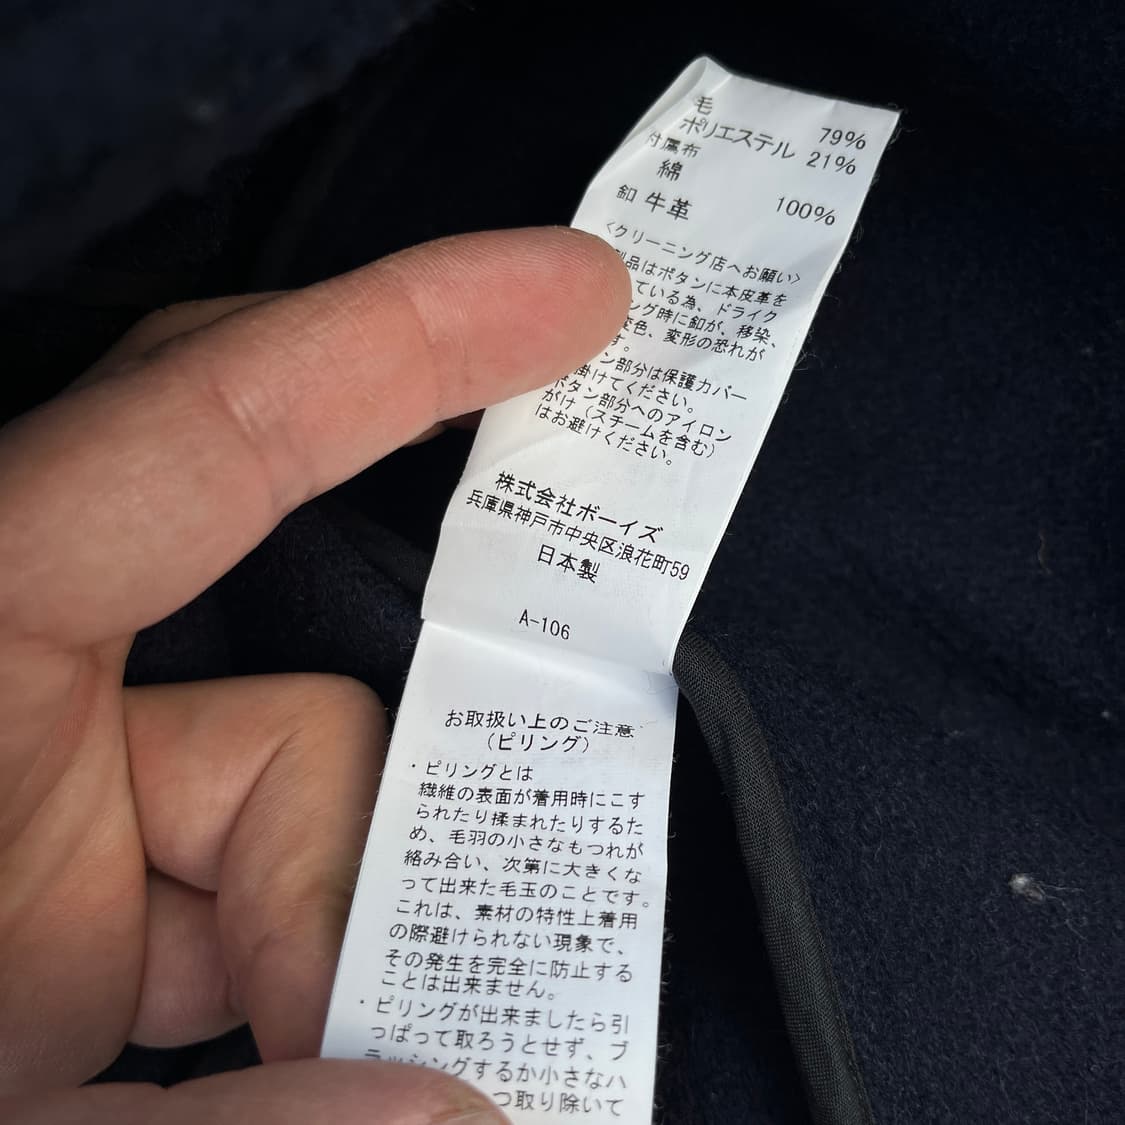 毛 79%
ポリエステル 21%
付属布
綿 100%
釦 牛革
<クリーニング店へお願い>
品はボタンに本皮革を
ている為、ドライク
ング時に釦が、移染、
変色、変形の恐れが
す。
ン部分は保護カバー
掛けてください。
ボタン部分へのアイロン
がけ（スチームを含む）
はお避けください。
株式会社ボーイズ
兵庫県神戸市中央区浪花町59
日本製
A-106
お取扱い上のご注意
（ピリング）
・ピリングとは
繊維の表面が着用時にこす
られたり揉まれたりするた
め、毛羽の小さなもつれが
絡み合い、次第に大きくな
って出来た毛玉のことです。
これは、素材の特性上着用
の際避けられない現象で、
その発生を完全に防止する
ことは出来ません。
・ピリングが出来ましたら引
っぱって取ろうとせず、ブ
ラッシングするか小さなハ
つ取り除いて